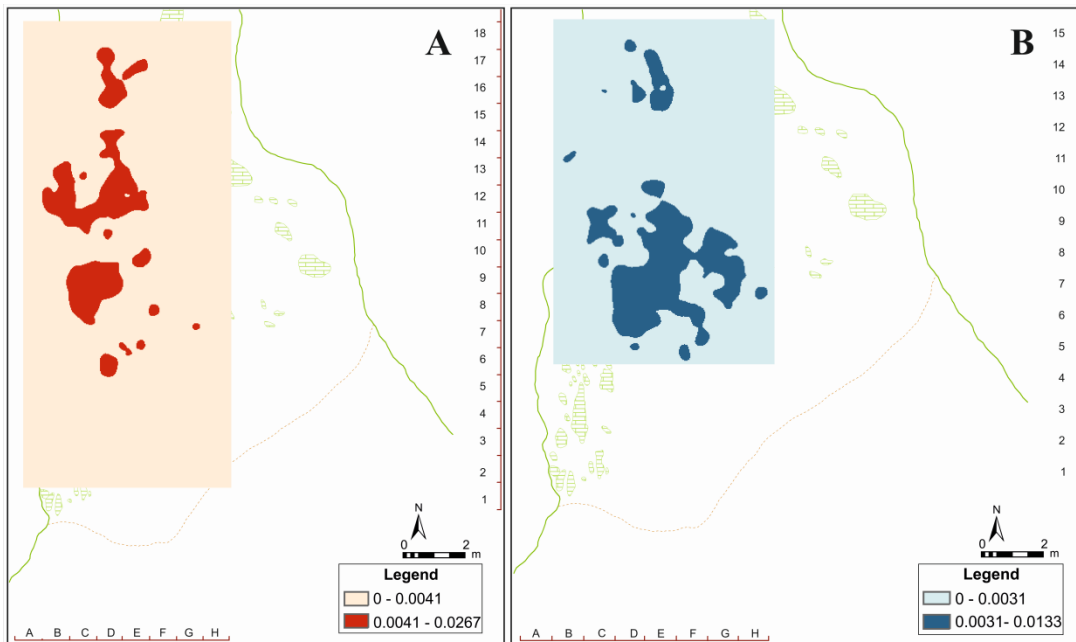 A
18
17
16
15
14
13
12
11
10
9
8
7
6
5
4
3
2
1
N
0 2
m
Legend
0 - 0.0041
0.0041 - 0.0267
A B C D E F G H
B
15
14
13
12
11
10
9
8
7
6
5
4
3
2
1
N
0 2
m
Legend
0 - 0.0031
0.0031- 0.0133
A B C D E F G H